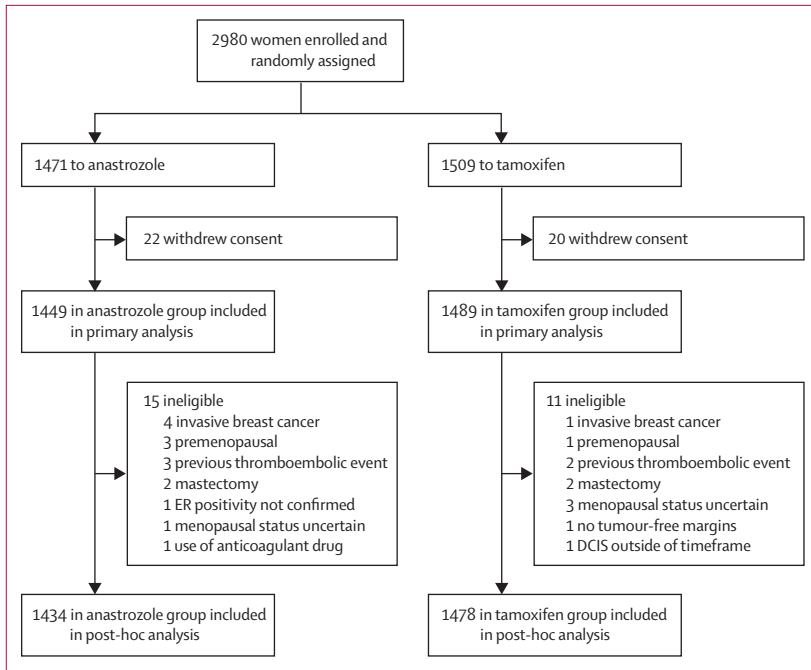 2980 women enrolled and
randomly assigned
1471 to anastrozole
1509 to tamoxifen
22 withdrew consent
20 withdrew consent
1449 in anastrozole group included
in primary analysis
1489 in tamoxifen group included
in primary analysis
15 ineligible
4 invasive breast cancer
3 premenopausal
3 previous thromboembolic event
2 mastectomy
1 ER positivity not confirmed
1 menopausal status uncertain
1 use of anticoagulant drug
11 ineligible
1 invasive breast cancer
1 premenopausal
2 previous thromboembolic event
2 mastectomy
3 menopausal status uncertain
1 no tumour-free margins
1 DCIS outside of timeframe
1434 in anastrozole group included
in post-hoc analysis
1478 in tamoxifen group included
in post-hoc analysis